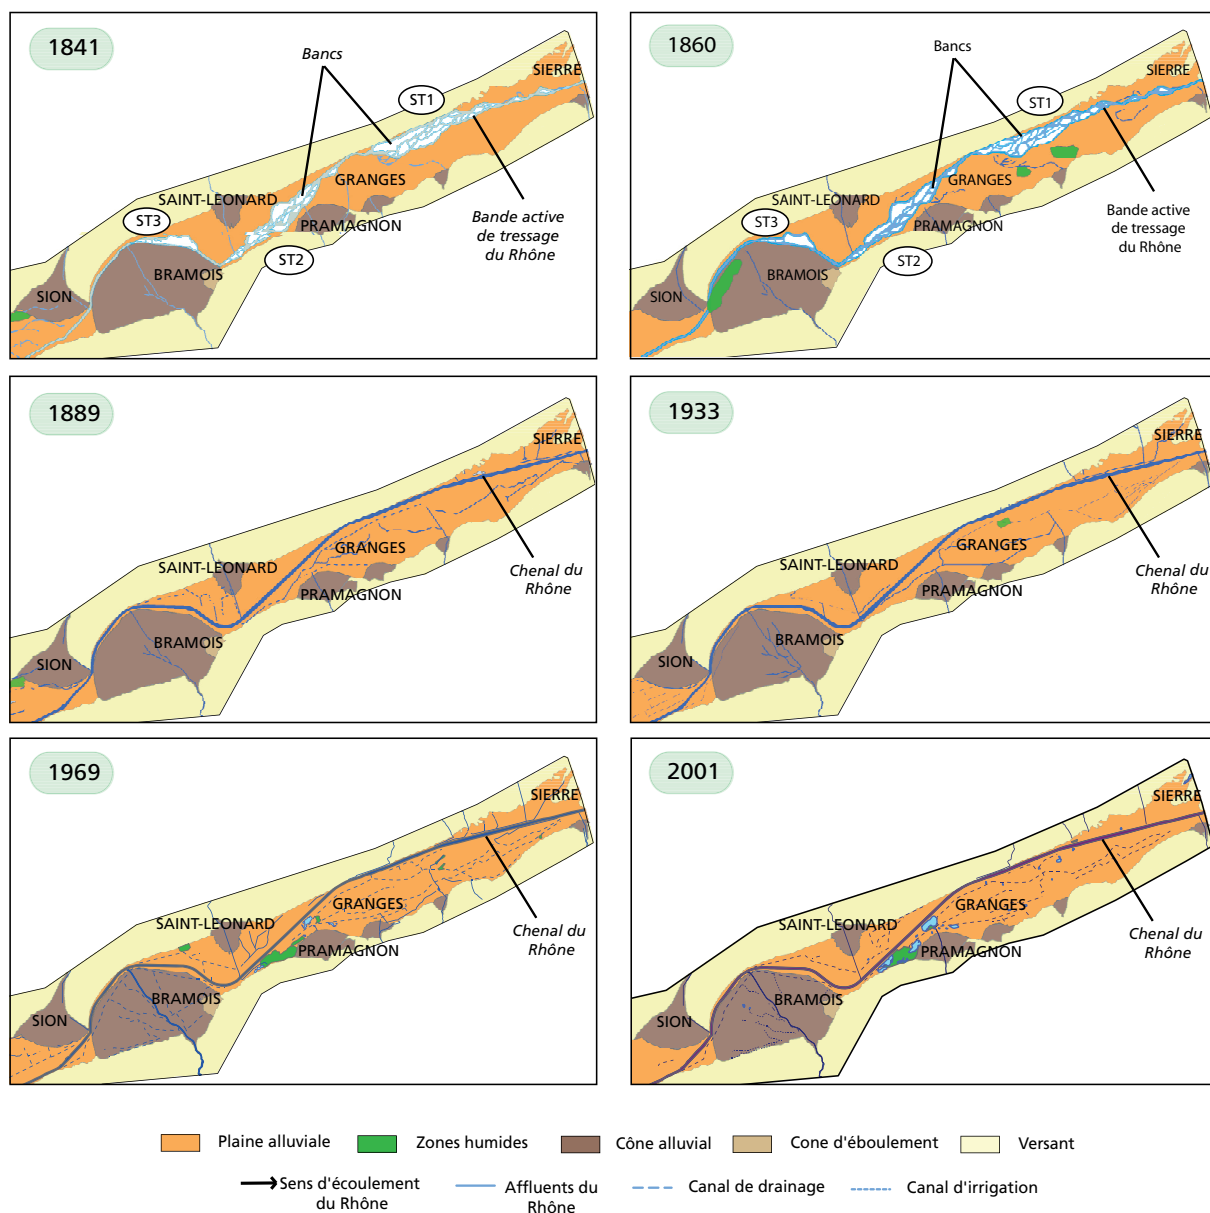 1841
Bancs
SIERRE
ST1
GRANGES
SAINT-LEONARD
ST3
PRAMAGNON
Bande active
de tressage
du Rhône
ST2
BRAMOIS
SION
1860
Bancs
SIERRE
ST1
GRANGES
SAINT-LEONARD
ST3
PRAMAGNON
Bande active
de tressage
du Rhône
ST2
BRAMOIS
SION
1889
SIERRE
GRANGES
SAINT-LEONARD
Chenal du
Rhône
PRAMAGNON
BRAMOIS
SION
1933
SIERRE
GRANGES
SAINT-LEONARD
Chenal du
Rhône
PRAMAGNON
BRAMOIS
SION
1969
SIERRE
GRANGES
SAINT-LEONARD
Chenal du
Rhône
PRAMAGNON
BRAMOIS
SION
2001
SIERRE
GRANGES
SAINT-LEONARD
Chenal du
Rhône
PRAMAGNON
BRAMOIS
SION
Plaine alluviale
Zones humides
Cône alluvial
Cone d'éboulement
Versant
Sens d'écoulement
du Rhône
Affluents du
Rhône
Canal de drainage
Canal d'irrigation